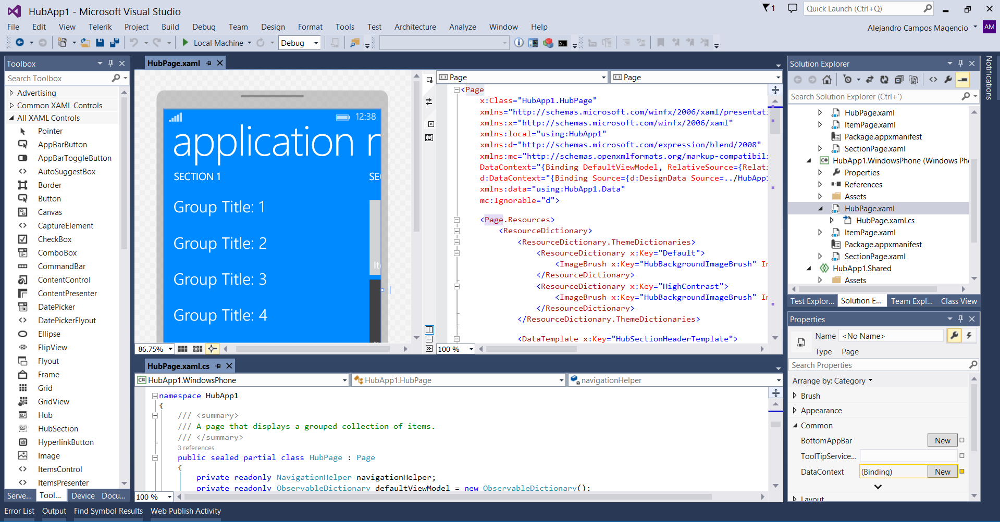 HubApp1 - Microsoft Visual Studio
1
Quick Launch (Ctrl+Q)
File Edit View Telerik Project Build Debug Team Design Format Tools Test Architecture Analyze Window Help
Alejandro Campos Magencio AM
Local Machine Debug
Toolbox
Search Toolbox
Advertising
Common XAML Controls
All XAML Controls
Pointer
AppBarButton
AppBarToggleButton
AutoSuggestBox
Border
Button
Canvas
CaptureElement
CheckBox
ComboBox
CommandBar
ContentControl
ContentPresenter
DatePicker
DatePickerFlyout
Ellipse
FlipView
Flyout
Frame
Grid
GridView
Hub
HubSection
HyperlinkButton
Image
ItemsControl
ItemsPresenter
Serve... Tool... Device Docu...
HubPage.xaml
12:38
application n
SECTION 1 SE
Group Title: 1
Group Title: 2
Group Title: 3
Group Title: 4
It
86.75%
Page Page
<Page
x:Class="HubApp1.HubPage"
xmlns="http://schemas.microsoft.com/winfx/2006/xaml/presentati
xmlns:x="http://schemas.microsoft.com/winfx/2006/xaml"
xmlns:local="using:HubApp1"
xmlns:d="http://schemas.microsoft.com/expression/blend/2008"
xmlns:mc="http://schemas.openxmlformats.org/markup-compatibili
DataContext="{Binding DefaultViewModel, RelativeSource={Relati
d:DataContext="{Binding Source={d:DesignData Source=../HubApp1
xmlns:data="using:HubApp1.Data"
mc:Ignorable="d">
<Page.Resources>
<ResourceDictionary>
<ResourceDictionary.ThemeDictionaries>
<ResourceDictionary x:Key="Default">
<ImageBrush x:Key="HubBackgroundImageBrush" Im
</ResourceDictionary>
<ResourceDictionary x:Key="HighContrast">
<ImageBrush x:Key="HubBackgroundImageBrush" Im
</ResourceDictionary>
</ResourceDictionary.ThemeDictionaries>
<DataTemplate x:Key="HubSectionHeaderTemplate">
100 %
HubPage.xaml.cs
HubApp1.WindowsPhone HubApp1.HubPage navigationHelper
namespace HubApp1
{
/// <summary>
/// A page that displays a grouped collection of items.
/// </summary>
3 references
public sealed partial class HubPage : Page
{
private readonly NavigationHelper navigationHelper;
private readonly ObservableDictionary defaultViewModel = new ObservableDictionary();
100 %
Solution Explorer
Search Solution Explorer (Ctrl+`)
HubPage.xaml
ItemPage.xaml
Package.appxmanifest
SectionPage.xaml
HubApp1.WindowsPhone (Windows Ph
Properties
References
Assets
HubPage.xaml
HubPage.xaml.cs
ItemPage.xaml
Package.appxmanifest
SectionPage.xaml
HubApp1.Shared
Assets
Test Explor... Solution E... Team Expl... Class View
Properties
Name <No Name>
Type Page
Search Properties
Arrange by: Category
Brush
Appearance
Common
BottomAppBar New
ToolTipService...
DataContext (Binding) New
Layout
Notifications
Error List Output Find Symbol Results Web Publish Activity